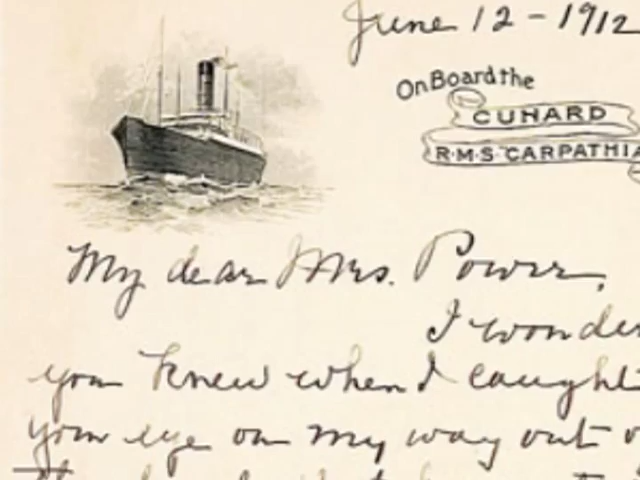 June 12 - 1912
On Board the
CUNARD
R·M·S·CARPATHIA
My dear Mrs. Power,
I wonder
you knew when I caught
your eye on my way out